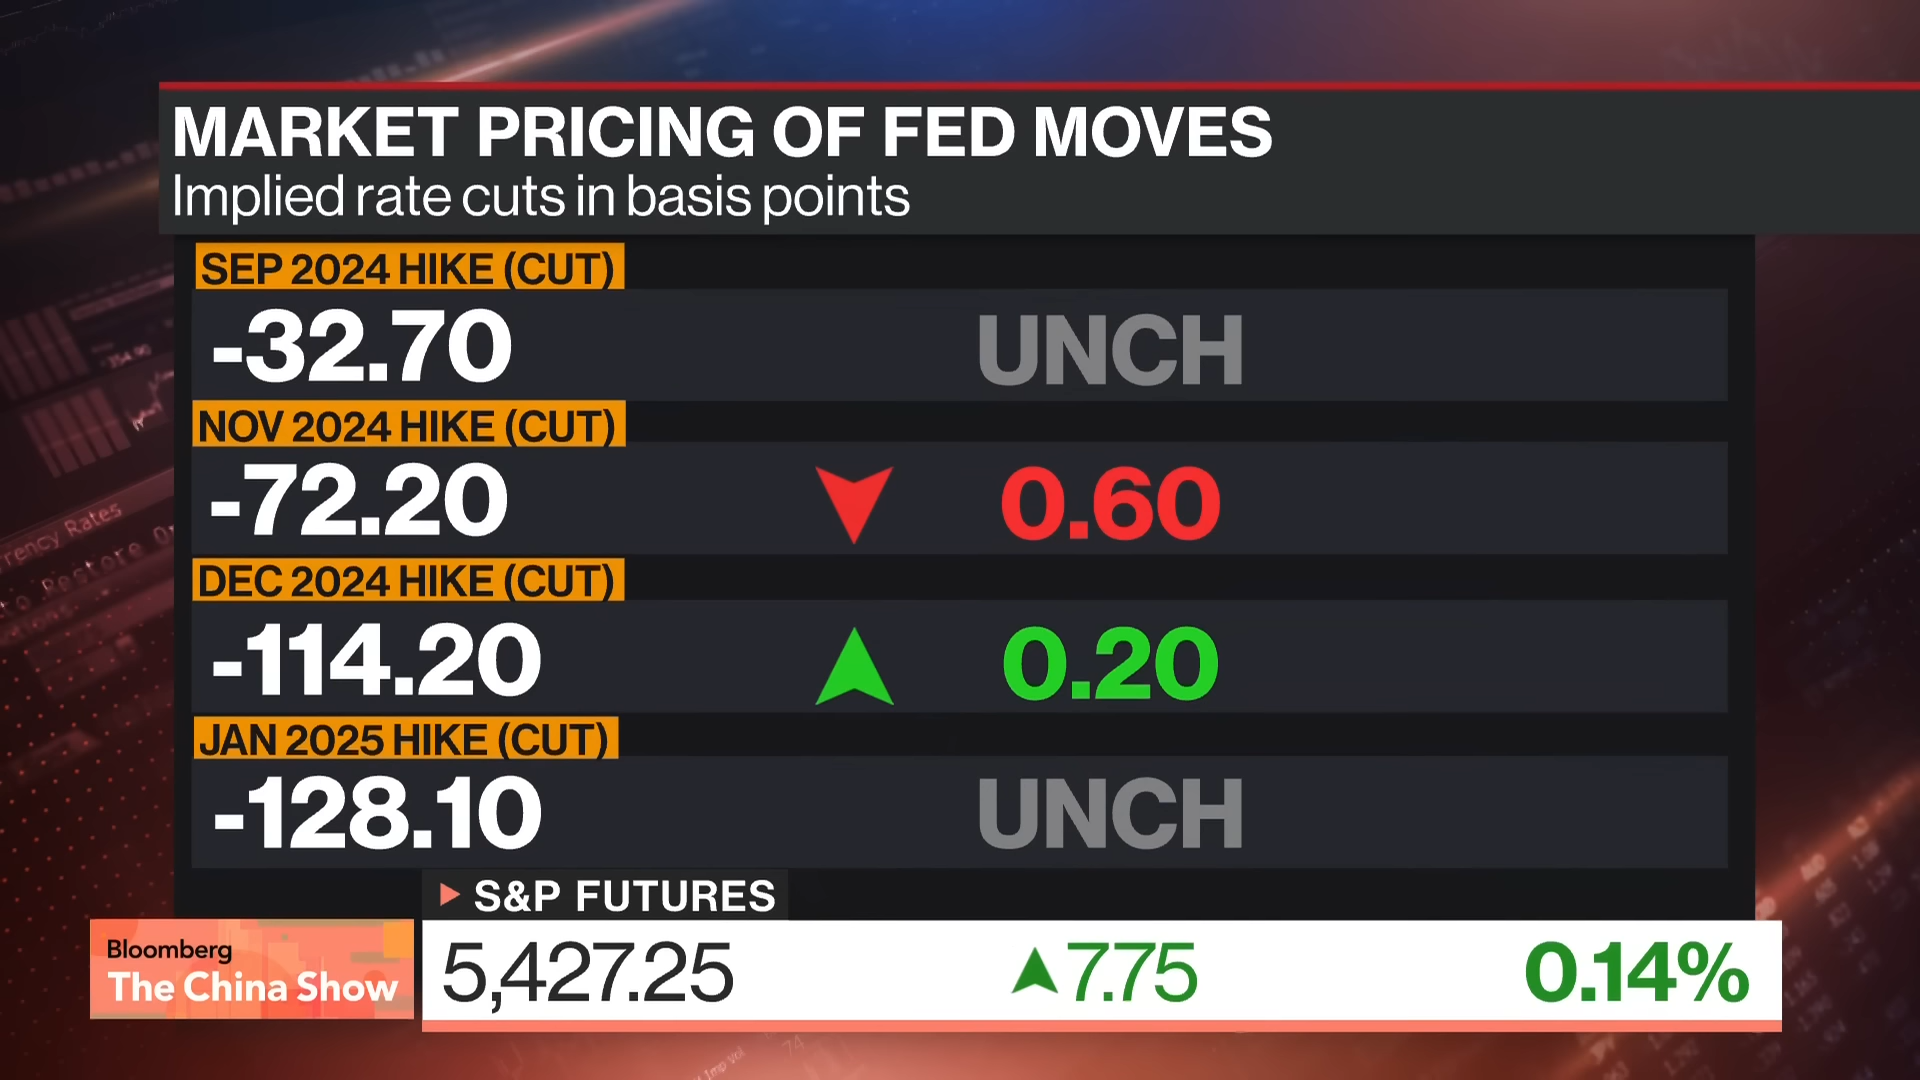 MARKET PRICING OF FED MOVES
Implied rate cuts in basis points
SEP 2024 HIKE (CUT)
-32.70 UNCH
NOV 2024 HIKE (CUT)
-72.20 ▼ 0.60
DEC 2024 HIKE (CUT)
-114.20 ▲ 0.20
JAN 2025 HIKE (CUT)
-128.10 UNCH
S&P FUTURES
Bloomberg
The China Show
5,427.25 ▲7.75 0.14%
rency Rates